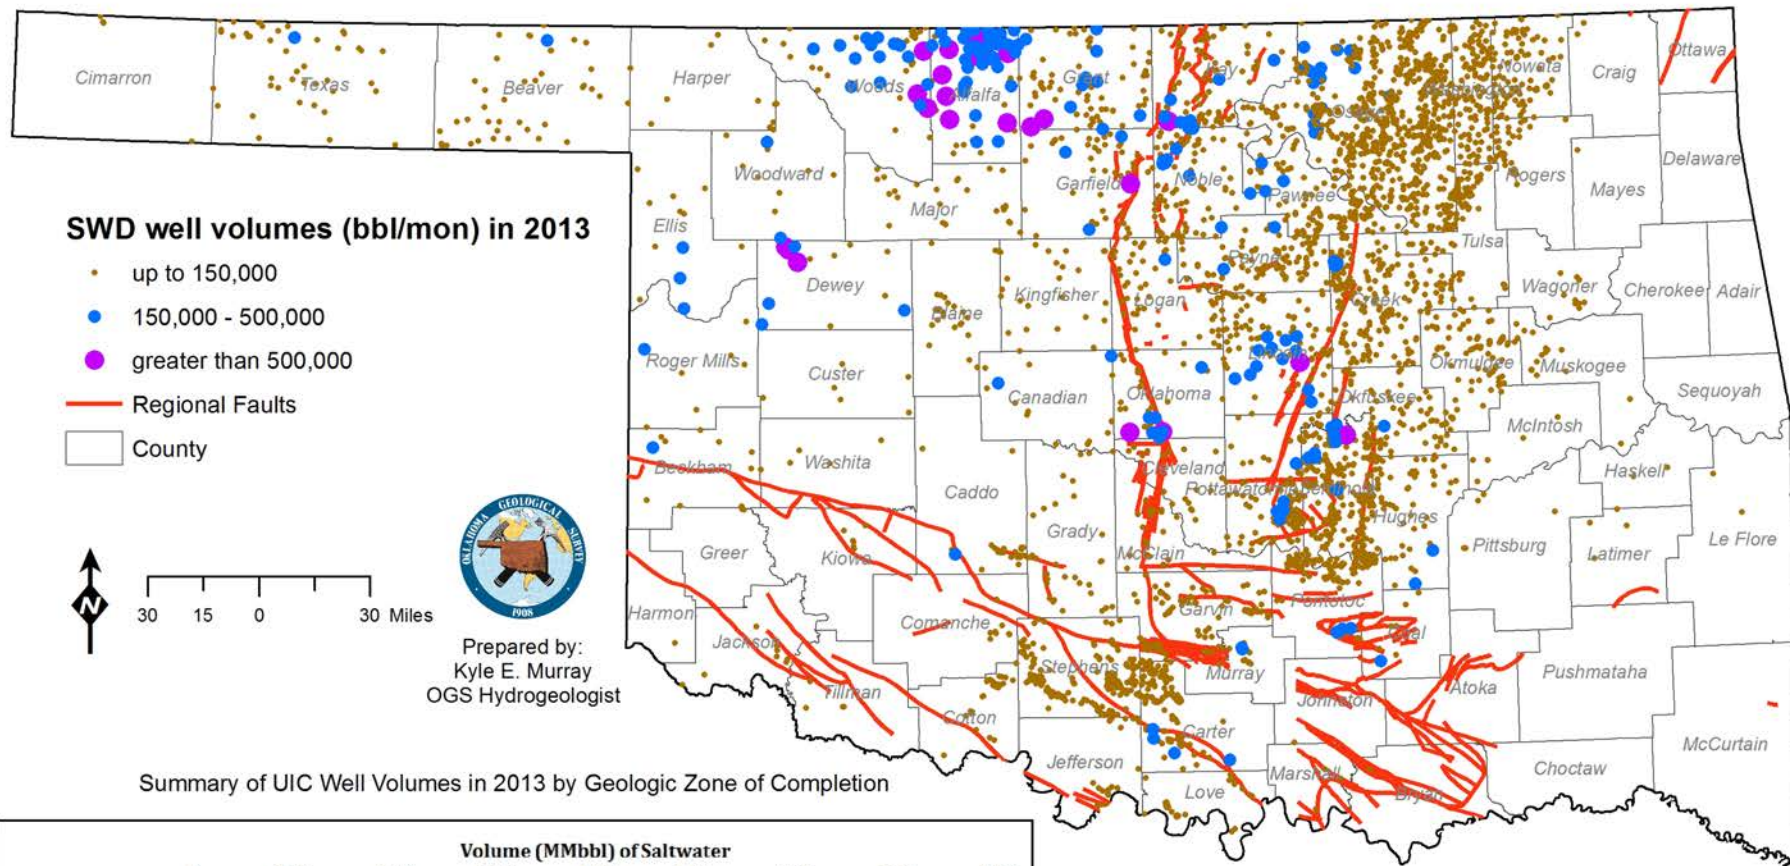 Cimarron
Texas
Beaver
Harper
Woods
Alfalfa
Grant
Kay
Osage
Washington
Nowata
Craig
Ottawa
Delaware
Woodward
Major
Garfield
Noble
Pawnee
Rogers
Mayes
SWD well volumes (bbl/mon) in 2013
up to 150,000
150,000 - 500,000
greater than 500,000
Regional Faults
County
Ellis
Dewey
Blaine
Kingfisher
Logan
Payne
Creek
Tulsa
Wagoner
Cherokee
Adair
Roger Mills
Custer
Canadian
Oklahoma
Lincoln
Okfuskee
Okmulgee
Muskogee
Sequoyah
McIntosh
Haskell
Beckham
Washita
Caddo
Grady
Cleveland
Pottawatomie
Seminole
Hughes
Pittsburg
Latimer
Le Flore
Greer
Kiowa
McClain
Harmon
Jackson
Comanche
Garvin
Pontotoc
Coal
Tillman
Stephens
Murray
Johnston
Atoka
Pushmataha
Cotton
Jefferson
Carter
Love
Marshall
Bryan
Choctaw
McCurtain
N
30 15 0 30 Miles
OKLAHOMA GEOLOGICAL SURVEY
1908
Prepared by:
Kyle E. Murray
OGS Hydrogeologist
Summary of UIC Well Volumes in 2013 by Geologic Zone of Completion
Volume (MMbbl) of Saltwater